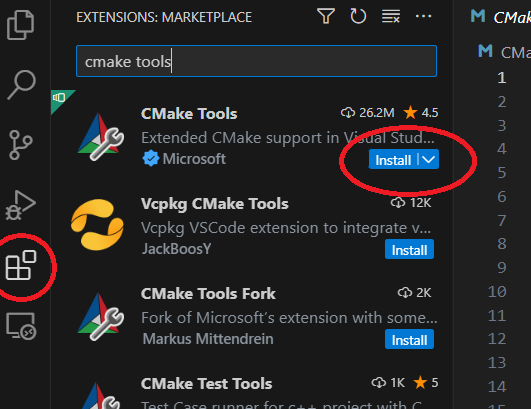 EXTENSIONS: MARKETPLACE
cmake tools
CMake Tools 26.2M 4.5
Extended CMake support in Visual Stud...
Microsoft Install
Vcpkg CMake Tools 12K
Vcpkg VSCode extension to integrate v...
JackBoosY Install
CMake Tools Fork 2K
Fork of Microsoft's extension with some...
Markus Mittendrein Install
CMake Test Tools 1K 5
Test Case runner for c++ project with C
M CMake
M CMa
1
2
3
4
5
6
7
8
9
10
11
12
13
14
15